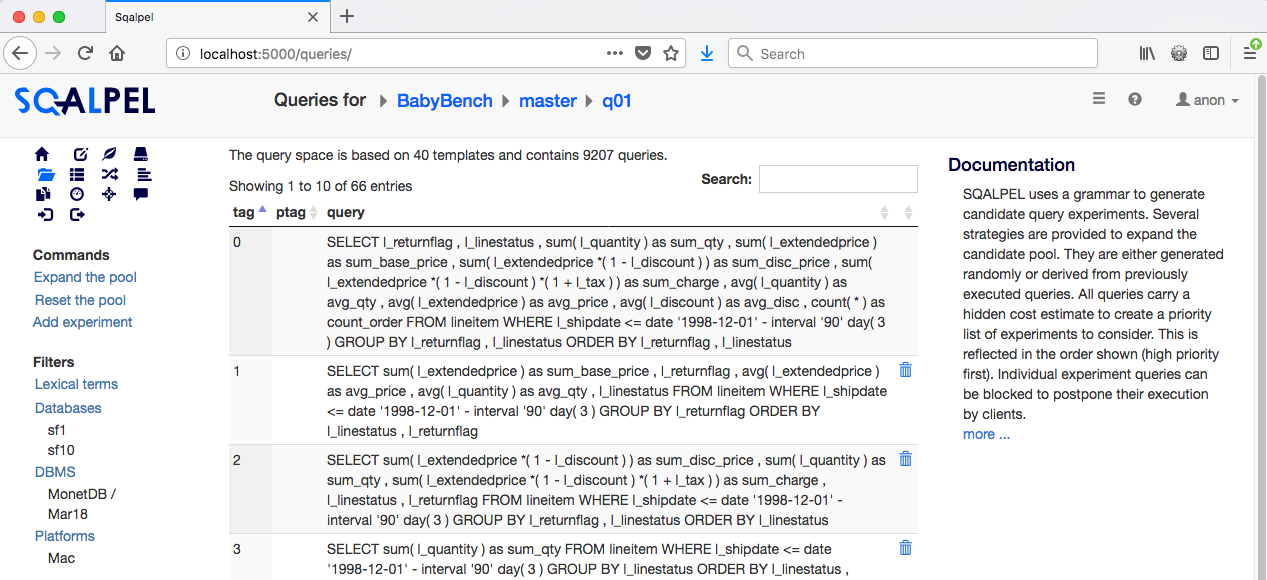 Sqalpel
localhost:5000/queries/
Search
SQALPEL
Queries for BabyBench master q01
anon
The query space is based on 40 templates and contains 9207 queries.
Showing 1 to 10 of 66 entries
Search:
tag ptag query
0
SELECT l_returnflag , l_linestatus , sum( l_quantity ) as sum_qty , sum( l_extendedprice )
as sum_base_price , sum( l_extendedprice *( 1 - l_discount ) ) as sum_disc_price , sum(
l_extendedprice *( 1 - l_discount ) *( 1 + l_tax ) ) as sum_charge , avg( l_quantity ) as
avg_qty , avg( l_extendedprice ) as avg_price , avg( l_discount ) as avg_disc , count( * ) as
count_order FROM lineitem WHERE l_shipdate <= date '1998-12-01' - interval '90' day( 3
) GROUP BY l_returnflag , l_linestatus ORDER BY l_returnflag , l_linestatus
1
SELECT sum( l_extendedprice ) as sum_base_price , l_returnflag , avg( l_extendedprice )
as avg_price , avg( l_quantity ) as avg_qty , l_linestatus FROM lineitem WHERE l_shipdate
<= date '1998-12-01' - interval '90' day( 3 ) GROUP BY l_returnflag ORDER BY
l_linestatus , l_returnflag
2
SELECT sum( l_extendedprice *( 1 - l_discount ) ) as sum_disc_price , sum( l_quantity ) as
sum_qty , sum( l_extendedprice *( 1 - l_discount ) *( 1 + l_tax ) ) as sum_charge ,
l_linestatus , l_returnflag FROM lineitem WHERE l_shipdate <= date '1998-12-01' -
interval '90' day( 3 ) GROUP BY l_returnflag , l_linestatus ORDER BY l_linestatus
3
SELECT sum( l_quantity ) as sum_qty FROM lineitem WHERE l_shipdate <= date
'1998-12-01' - interval '90' day( 3 ) GROUP BY l_returnflag , l_linestatus ORDER BY l_linestatus ,
Commands
Expand the pool
Reset the pool
Add experiment
Filters
Lexical terms
Databases
sf1
sf10
DBMS
MonetDB /
Mar18
Platforms
Mac
Documentation
SQALPEL uses a grammar to generate
candidate query experiments. Several
strategies are provided to expand the
candidate pool. They are either generated
randomly or derived from previously
executed queries. All queries carry a
hidden cost estimate to create a priority
list of experiments to consider. This is
reflected in the order shown (high priority
first). Individual experiment queries can
be blocked to postpone their execution
by clients.
more ...